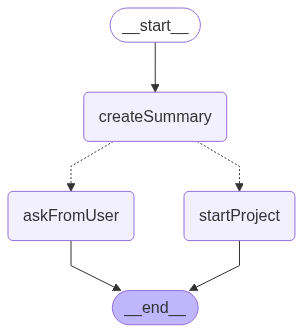 __start__
createSummary
askFromUser
startProject
__end__